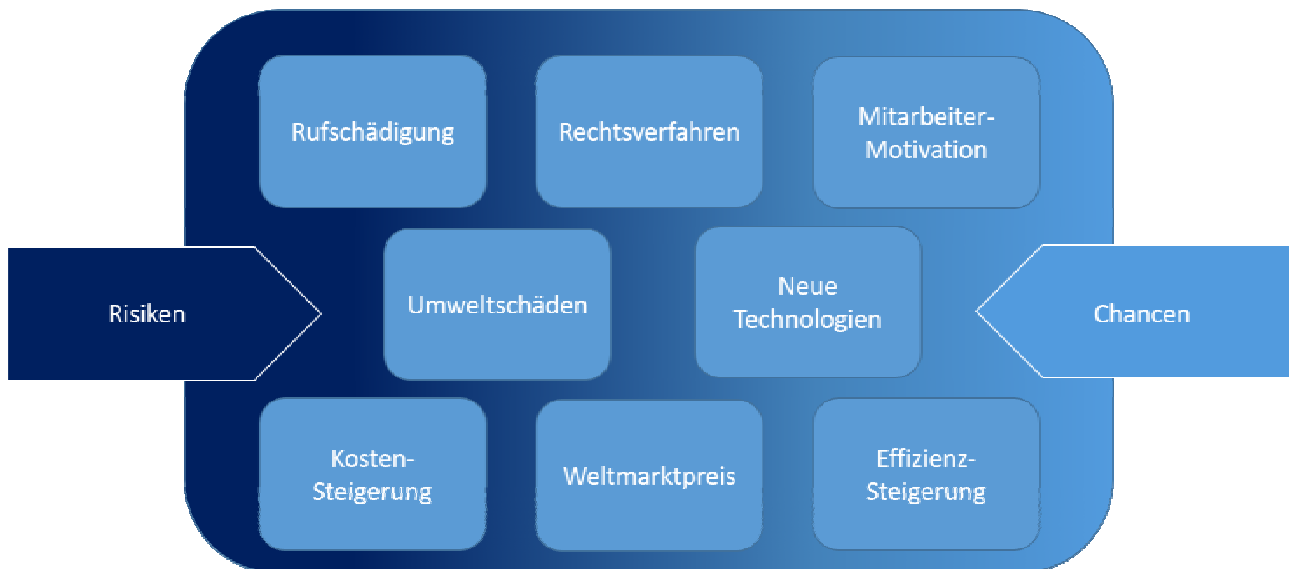 Rufschädigung
Rechtsverfahren
Mitarbeiter-
Motivation
Risiken
Umweltschäden
Neue
Technologien
Chancen
Kosten-
Steigerung
Weltmarktpreis
Effizienz-
Steigerung